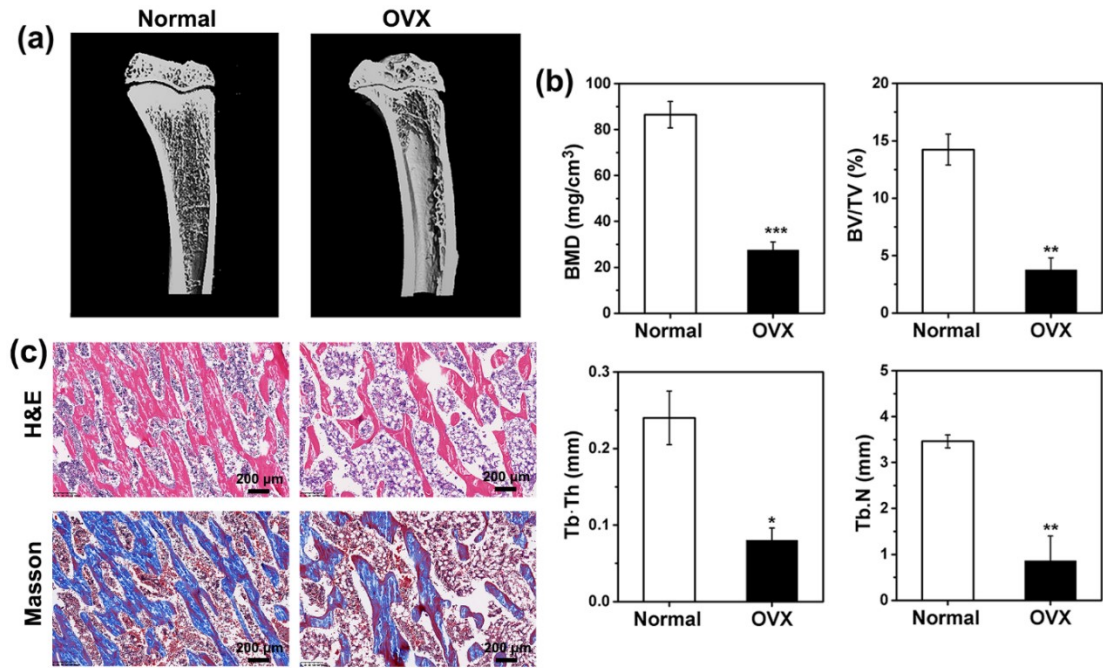 (a)
Normal
OVX
(b)
BMD (mg/cm³)
100
80
60
40
20
0
***
Normal
OVX
BV/TV (%)
20
15
10
5
0
**
Normal
OVX
(c)
H&E
200 µm
200 µm
Masson
200 µm
200 µm
Tb·Th (mm)
0.3
0.2
0.1
0.0
*
Normal
OVX
Tb.N (mm)
5
4
3
2
1
0
**
Normal
OVX